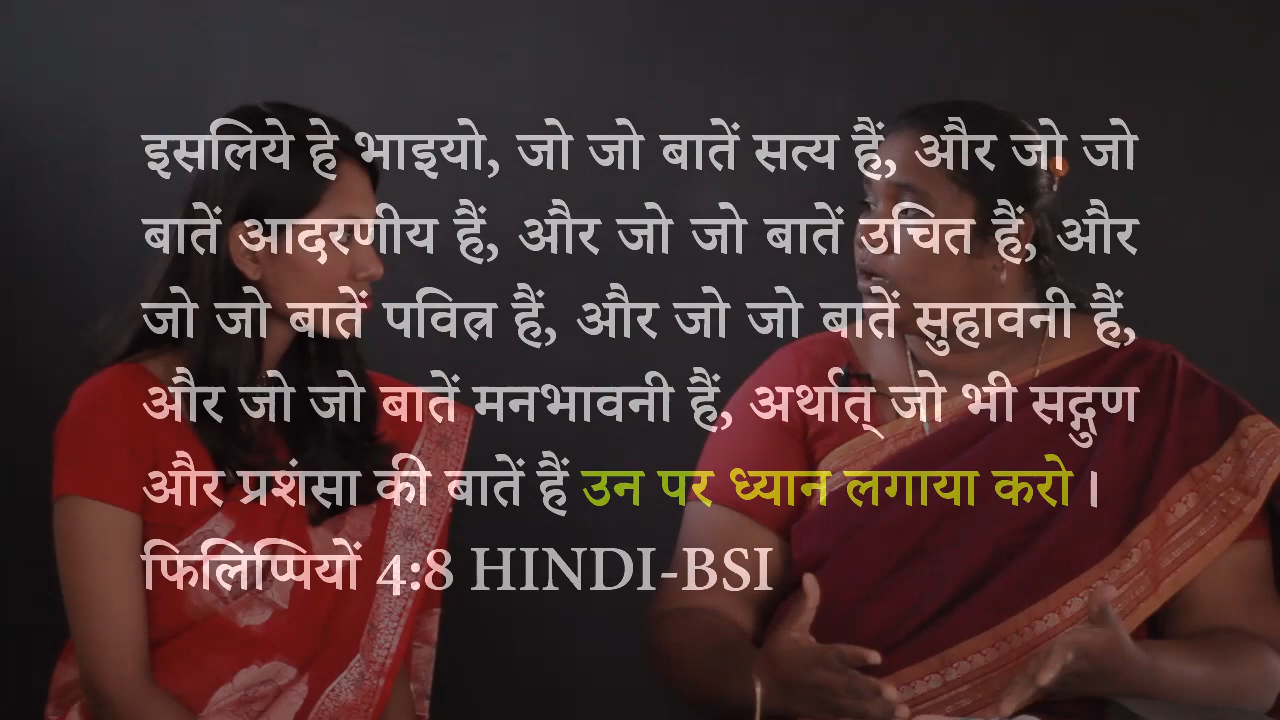 इसलिये हे भाइयो, जो जो बातें सत्य हैं, और जो जो
बातें आदरणीय हैं, और जो जो बातें उचित हैं, और
जो जो बातें पवित्र हैं, और जो जो बातें सुहावनी हैं,
और जो जो बातें मनभावनी हैं, अर्थात् जो भी सद्गुण
और प्रशंसा की बातें हैं उन पर ध्यान लगाया करो।
फिलिप्पियों 4:8 HINDI-BSI